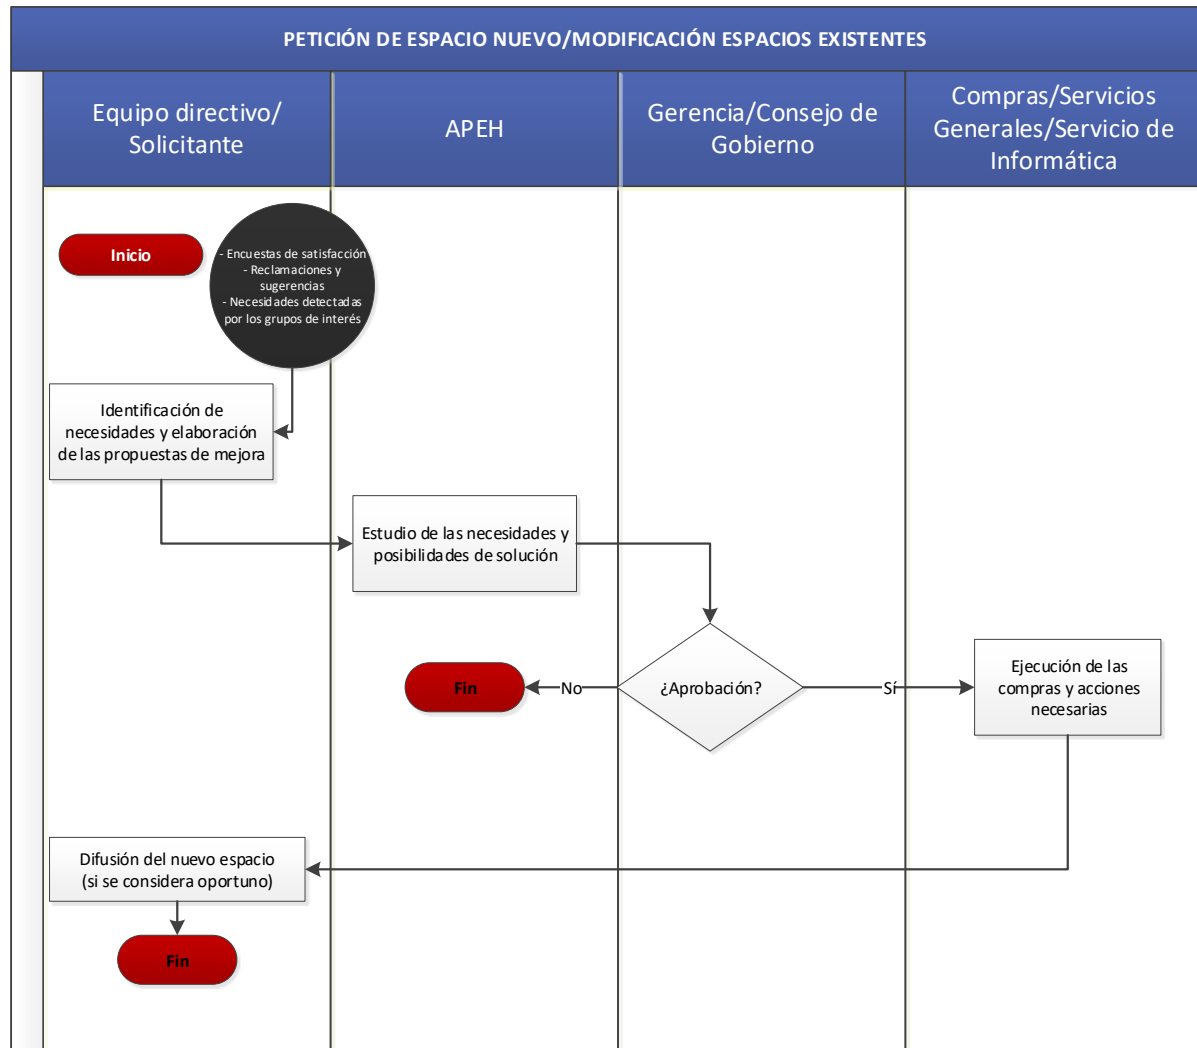 PETICIÓN DE ESPACIO NUEVO/MODIFICACIÓN ESPACIOS EXISTENTES
Equipo directivo/
Solicitante
APEH
Gerencia/Consejo de
Gobierno
Compras/Servicios
Generales/Servicio de
Informática
Inicio
- Encuestas de satisfacción
- Reclamaciones y
sugerencias
- Necesidades detectadas
por los grupos de interés
Identificación de
necesidades y elaboración
de las propuestas de mejora
Estudio de las necesidades y
posibilidades de solución
Fin
No
¿Aprobación?
Sí
Ejecución de las
compras y acciones
necesarias
Difusión del nuevo espacio
(si se considera oportuno)
Fin